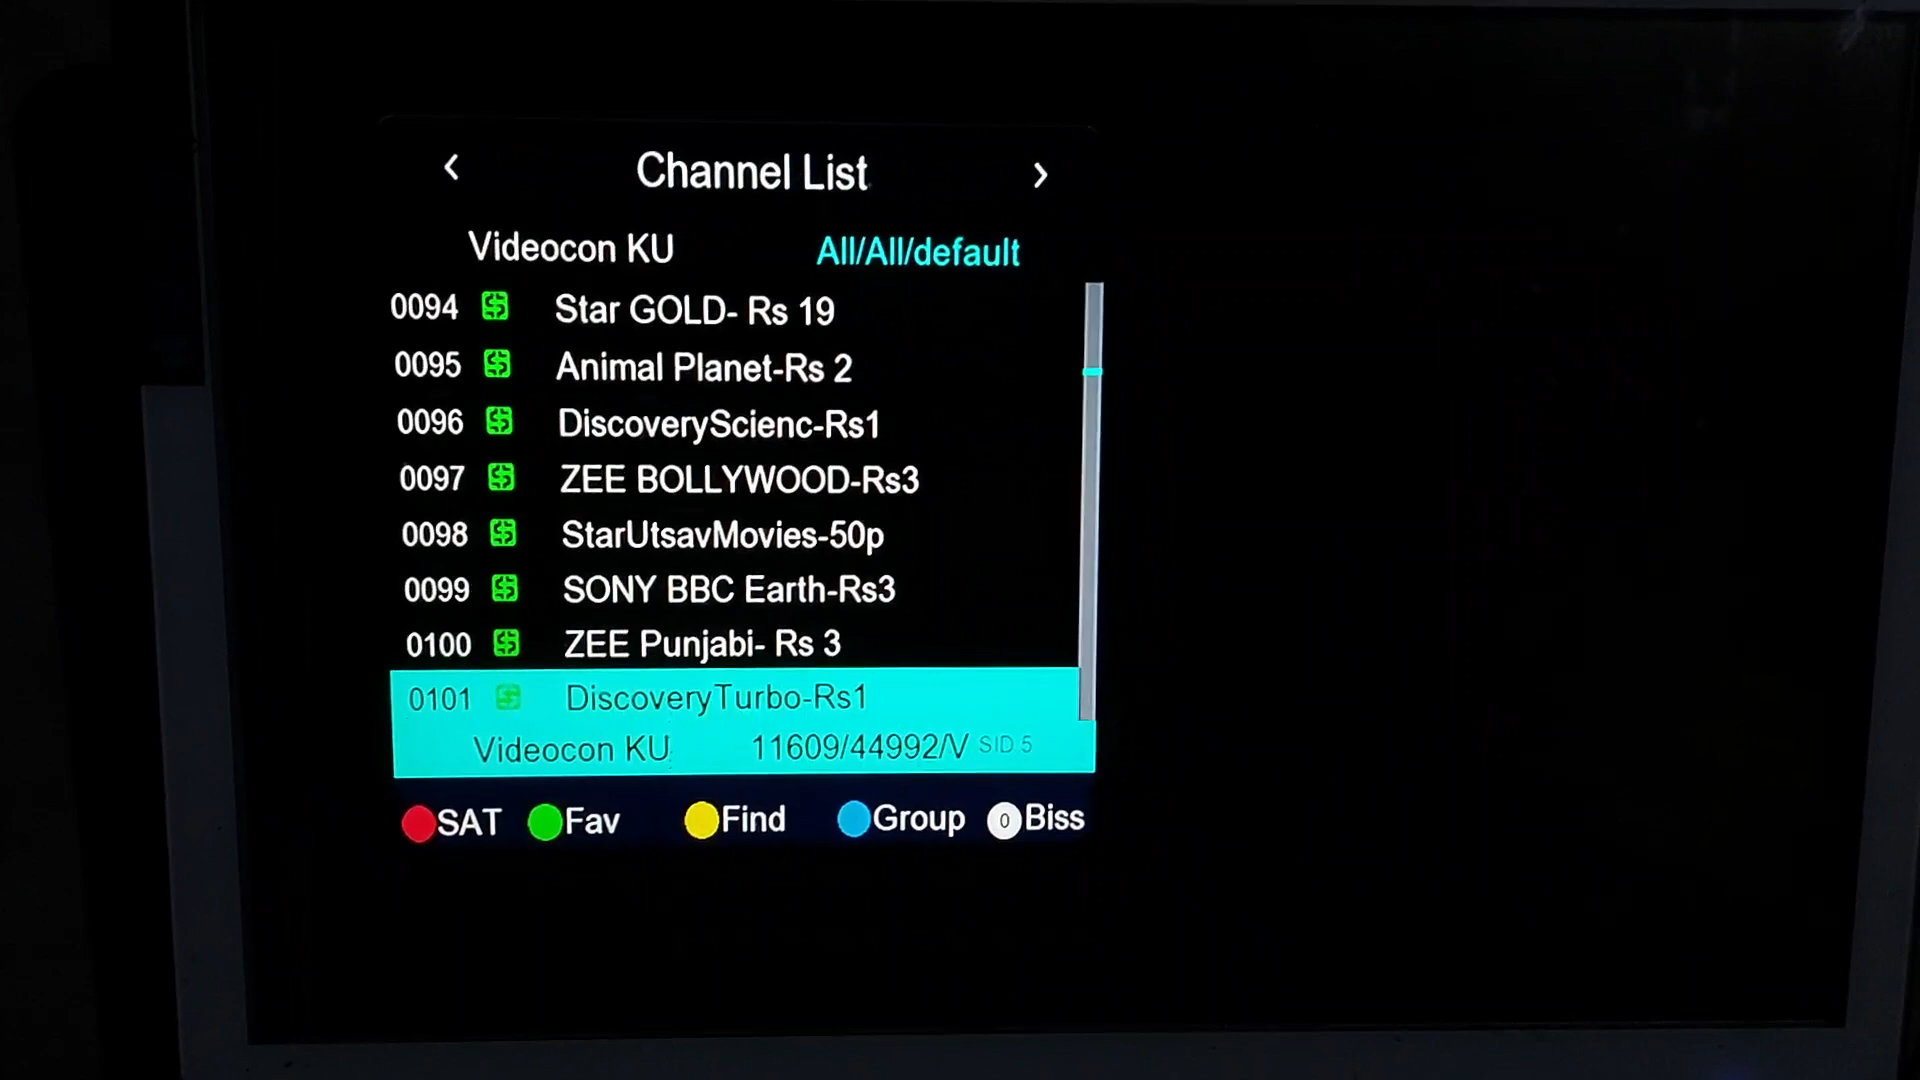 ‹ Channel List ›
Videocon KU All/All/default
0094 $ Star GOLD- Rs 19
0095 $ Animal Planet-Rs 2
0096 $ DiscoveryScienc-Rs1
0097 $ ZEE BOLLYWOOD-Rs3
0098 $ StarUtsavMovies-50p
0099 $ SONY BBC Earth-Rs3
0100 $ ZEE Punjabi- Rs 3
0101 $ DiscoveryTurbo-Rs1
Videocon KU 11609/44992/V SID 5
SAT Fav Find Group 0 Biss